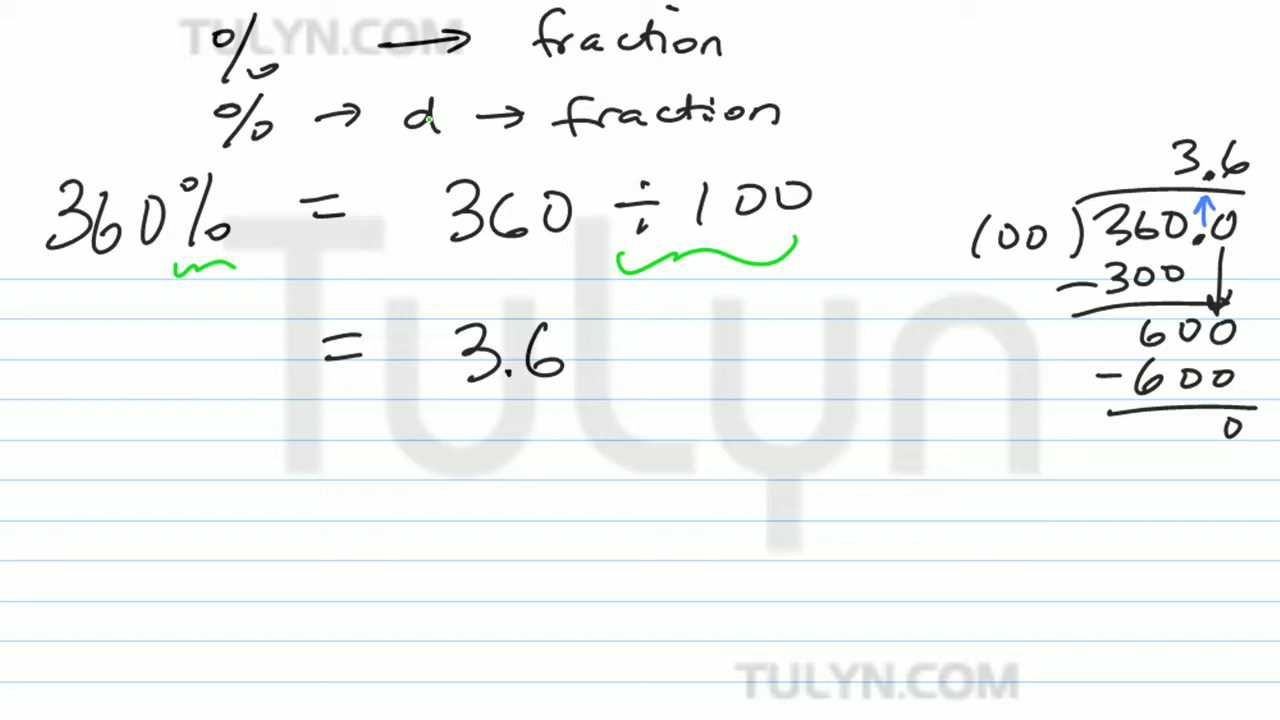 TULYN.COM
% → fraction
% → d → fraction
360% = 360 ÷ 100
= 3.6
3.6
100 ) 360.0
- 300
600
- 600
0
Tulyn
TULYN.COM